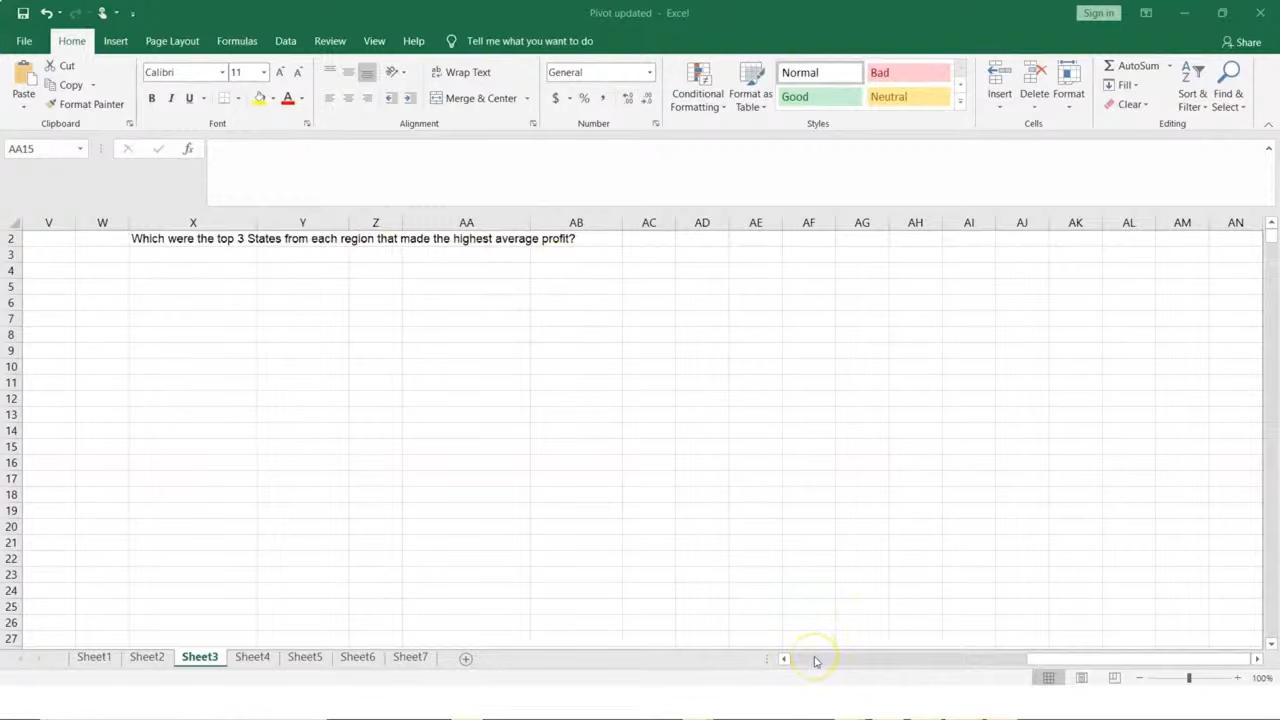 Pivot updated - Excel
Sign in
File Home Insert Page Layout Formulas Data Review View Help Tell me what you want to do Share
Paste
Cut
Copy
Format Painter
Clipboard
Calibri 11
B I U
Font
Wrap Text
Merge & Center
Alignment
General
$ % ,
Number
Conditional Formatting
Format as Table
Normal Bad
Good Neutral
Styles
Insert Delete Format
Cells
AutoSum
Fill
Clear
Sort & Filter
Find & Select
Editing
AA15
fx
V W X Y Z AA AB AC AD AE AF AG AH AI AJ AK AL AM AN
2 Which were the top 3 States from each region that made the highest average profit?
3
4
5
6
7
8
9
10
11
12
13
14
15
16
17
18
19
20
21
22
23
24
25
26
27
Sheet1 Sheet2 Sheet3 Sheet4 Sheet5 Sheet6 Sheet7
100%